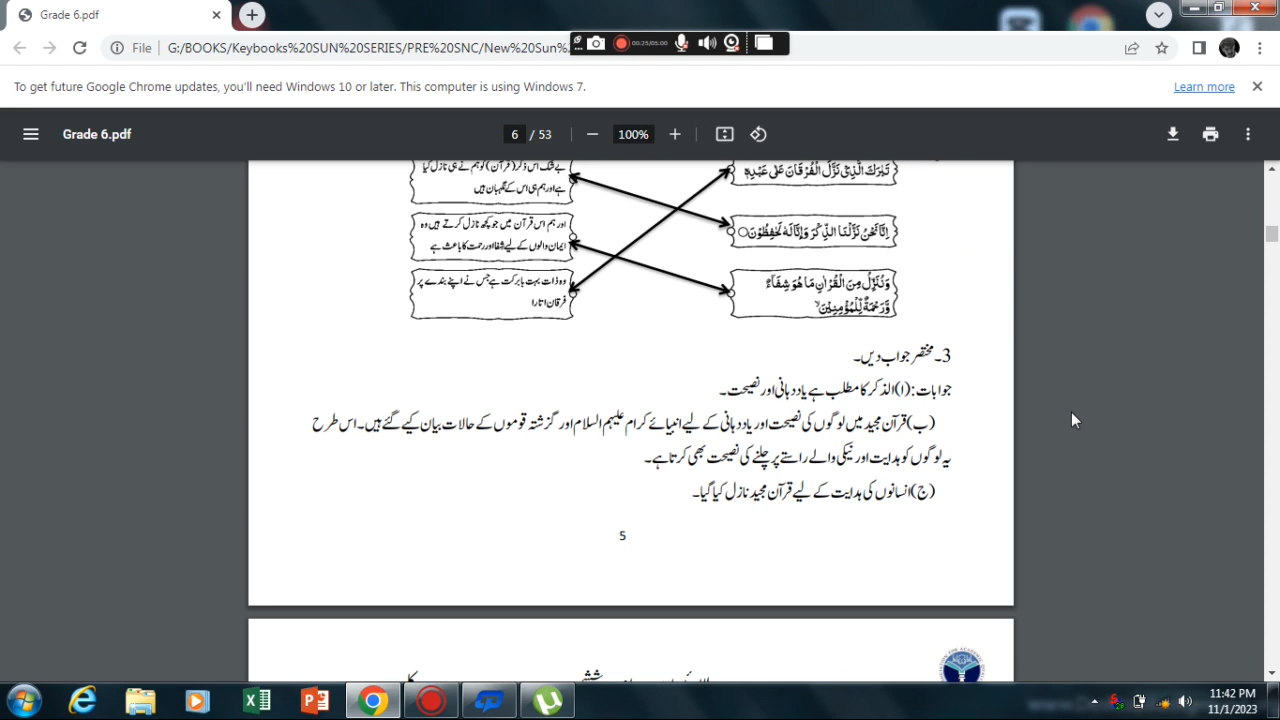 Grade 6.pdf
File
G:/BOOKS/Keybooks%20SUN%20SERIES/PRE%20SNC/New%20Sun%
00:25/05:00
To get future Google Chrome updates, you'll need Windows 10 or later. This computer is using Windows 7.
Learn more
Grade 6.pdf
6 / 53
100%
تَبٰرَكَ الَّذِیْ نَزَّلَ الْفُرْقَانَ عَلٰی عَبْدِهٖ
بے شک اس ذکر (قرآن) کو ہم نے ہی نازل کیا
ہے اور ہم ہی اس کے نگہبان ہیں
اِنَّا نَحْنُ نَزَّلْنَا الذِّكْرَ وَاِنَّا لَهٗ لَحٰفِظُوْنَ○
اور ہم اس قرآن میں جو کچھ نازل کرتے ہیں وہ
ایمان والوں کے لیے شفا اور رحمت کا باعث ہے
وَنُنَزِّلُ مِنَ الْقُرْاٰنِ مَا هُوَ شِفَآءٌ
وَّرَحْمَةٌ لِّلْمُؤْمِنِيْنَ ۙ
وہ ذات بہت بابرکت ہے جس نے اپنے بندے پر
فرقان اتارا
3۔ مختصر جواب دیں۔
جوابات: (ا) الذکر کا مطلب ہے یاد دہانی اور نصیحت۔
(ب) قرآن مجید میں لوگوں کی نصیحت اور یاد دہانی کے لیے انبیائے کرام علیہم السلام اور گزشتہ قوموں کے حالات بیان کیے گئے ہیں۔ اس طرح
یہ لوگوں کو ہدایت اور نیکی والے راستے پر چلنے کی نصیحت بھی کرتا ہے۔
(ج) انسانوں کی ہدایت کے لیے قرآن مجید نازل کیا گیا۔
5
11:42 PM
11/1/2023